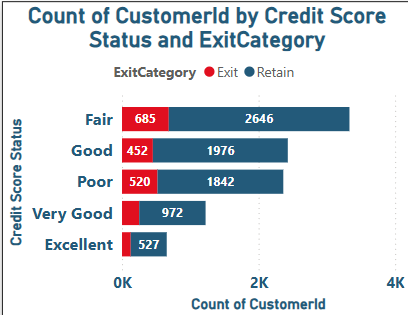 Count of CustomerId by Credit Score
Status and ExitCategory
ExitCategory Exit Retain
Credit Score Status
Fair 685 2646
Good 452 1976
Poor 520 1842
Very Good 972
Excellent 527
0K 2K 4K
Count of CustomerId